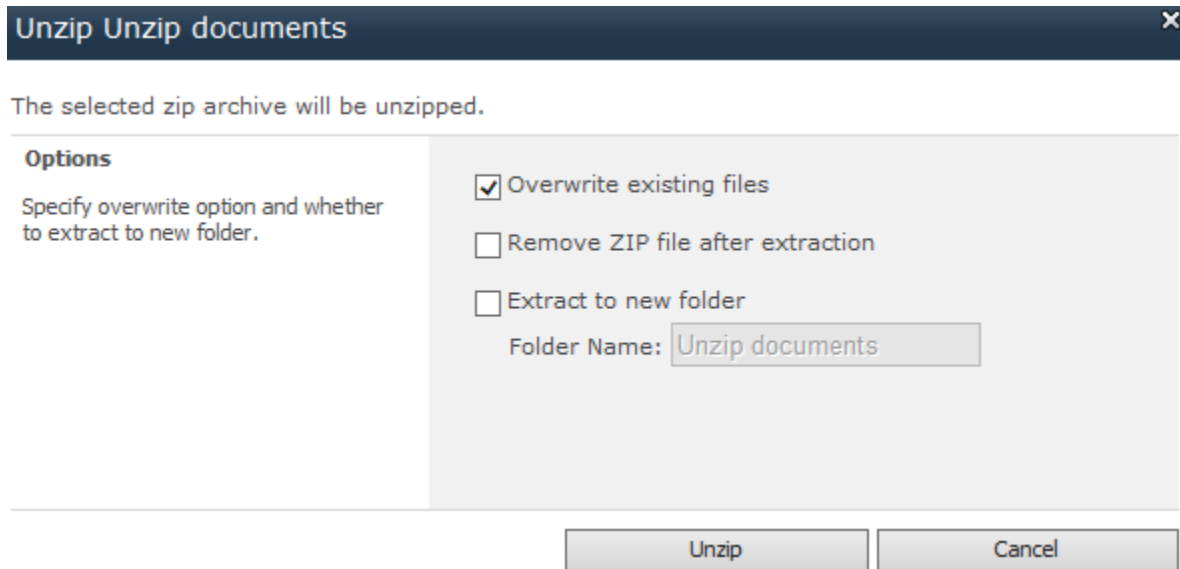 Unzip Unzip documents
The selected zip archive will be unzipped.
Options
Specify overwrite option and whether
to extract to new folder.
Overwrite existing files
Remove ZIP file after extraction
Extract to new folder
Folder Name: Unzip documents
Unzip Cancel